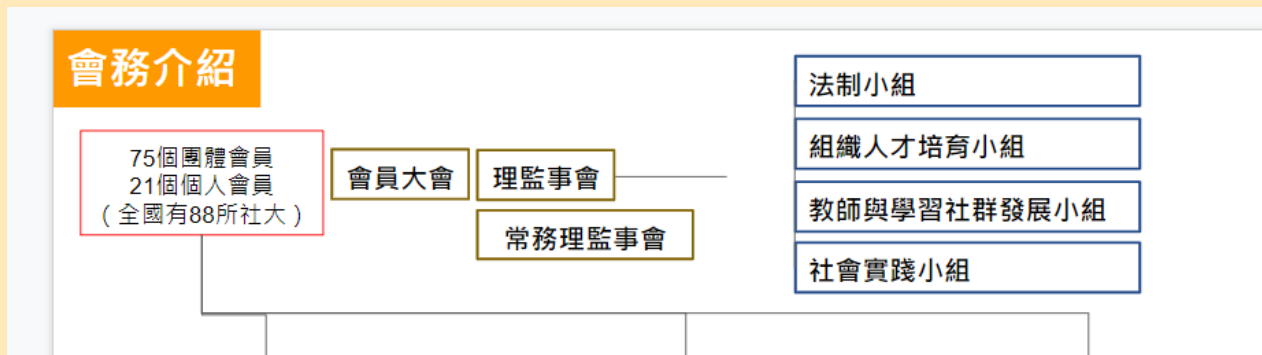 會務介紹
75個團體會員
21個個人會員
（全國有88所社大）
會員大會
理監事會
常務理監事會
法制小組
組織人才培育小組
教師與學習社群發展小組
社會實踐小組